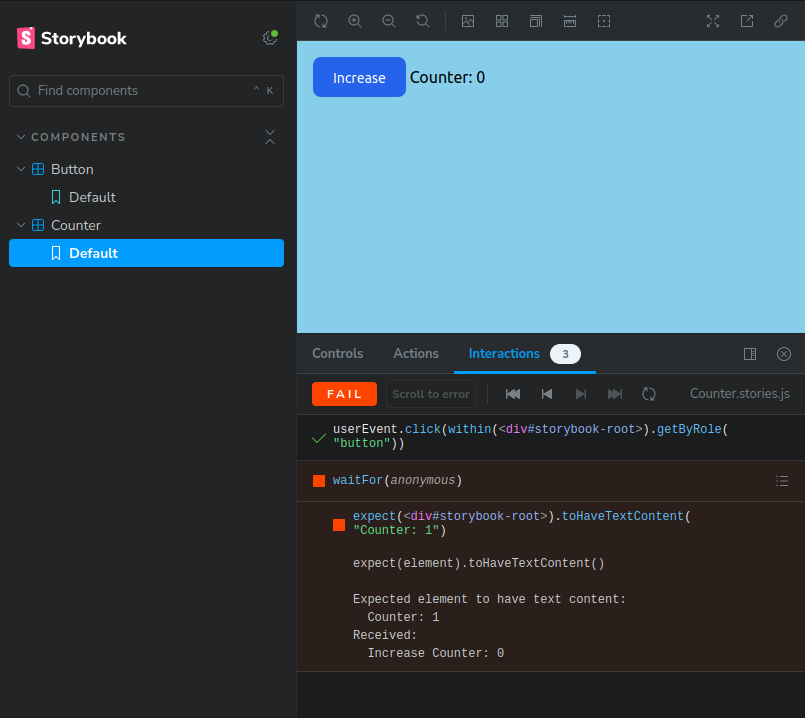 Storybook
Find components
^ K
COMPONENTS
Button
Default
Counter
Default
Increase
Counter: 0
Controls
Actions
Interactions
3
FAIL
Scroll to error
Counter.stories.js
userEvent.click(within(<div#storybook-root>).getByRole(
"button"))
waitFor(anonymous)
expect(<div#storybook-root>).toHaveTextContent(
"Counter: 1")
expect(element).toHaveTextContent()
Expected element to have text content:
Counter: 1
Received:
Increase Counter: 0